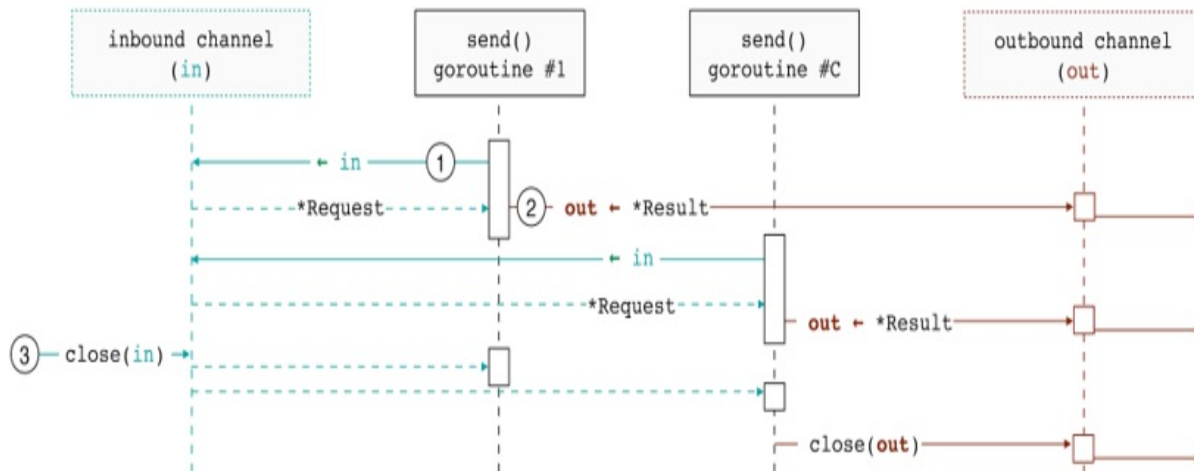 inbound channel
(in)
send()
goroutine #1
send()
goroutine #C
outbound channel
(out)
← in
1
*Request
2
out ← *Result
← in
*Request
out ← *Result
3
close(in)
close(out)